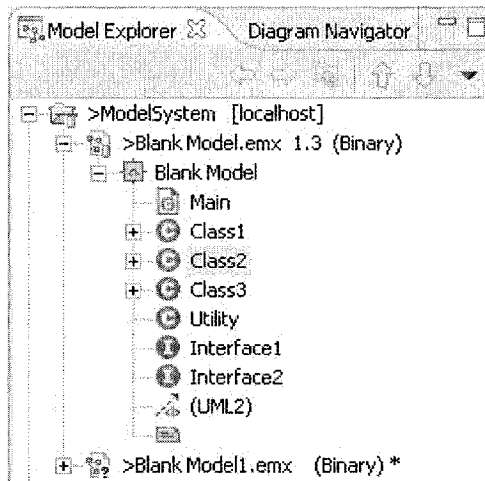 Model Explorer Diagram Navigator
>ModelSystem [localhost]
>Blank Model.emx 1.3 (Binary)
Blank Model
Main
Class1
Class2
Class3
Utility
Interface1
Interface2
(UML2)
>Blank Model1.emx (Binary) *